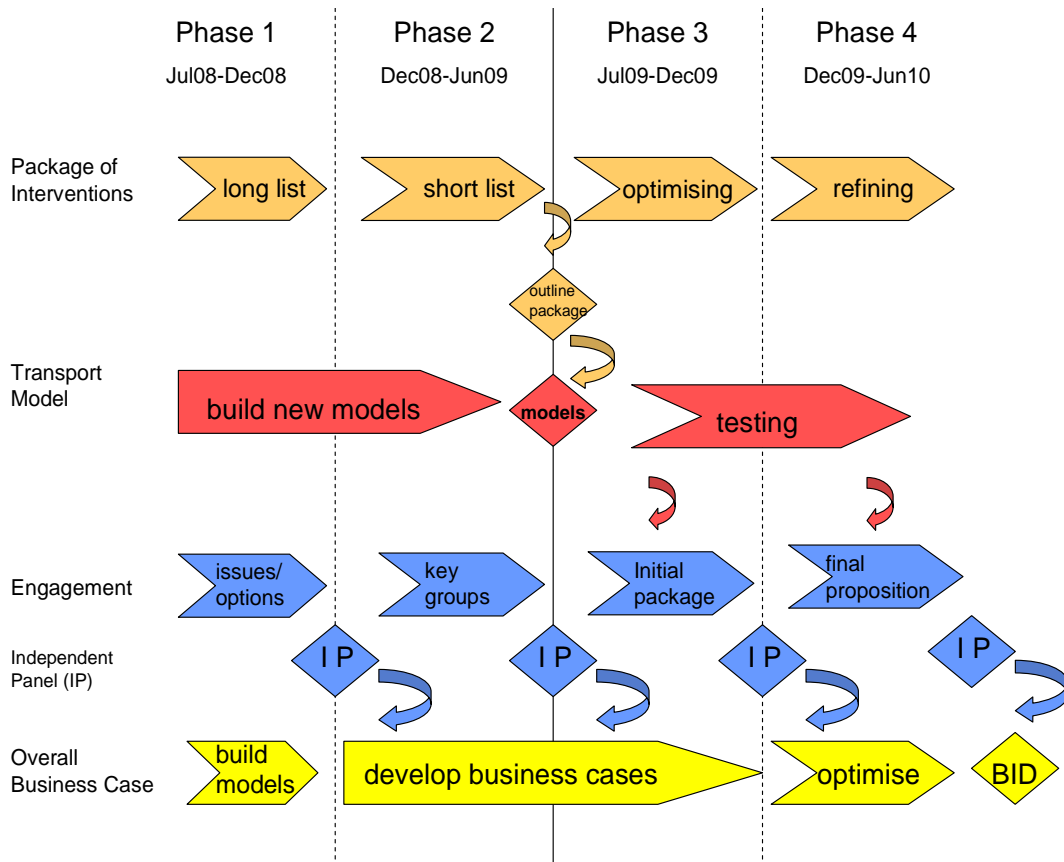 Phase 1
Phase 2
Phase 3
Phase 4
Jul08-Dec08
Dec08-Jun09
Jul09-Dec09
Dec09-Jun10
Package of
Interventions
long list
short list
optimising
refining
outline
package
Transport
Model
build new models
models
testing
Engagement
issues/
options
key
groups
Initial
package
final
proposition
Independent
Panel (IP)
I P
I P
I P
I P
Overall
Business Case
build
models
develop business cases
optimise
BID